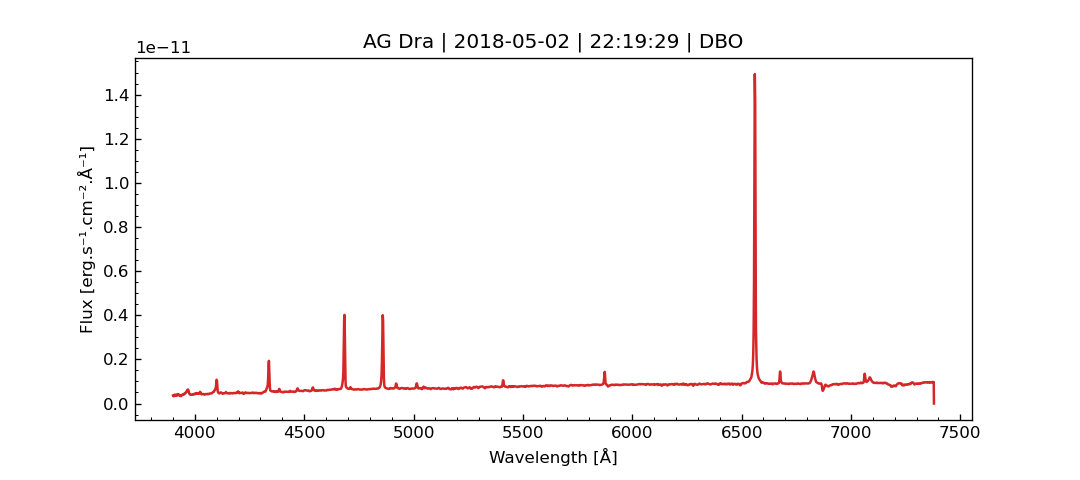 AG Dra | 2018-05-02 | 22:19:29 | DBO
1e−11
1.4
1.2
1.0
0.8
0.6
0.4
0.2
0.0
Flux [erg.s⁻¹.cm⁻².Å⁻¹]
4000 4500 5000 5500 6000 6500 7000 7500
Wavelength [Å]